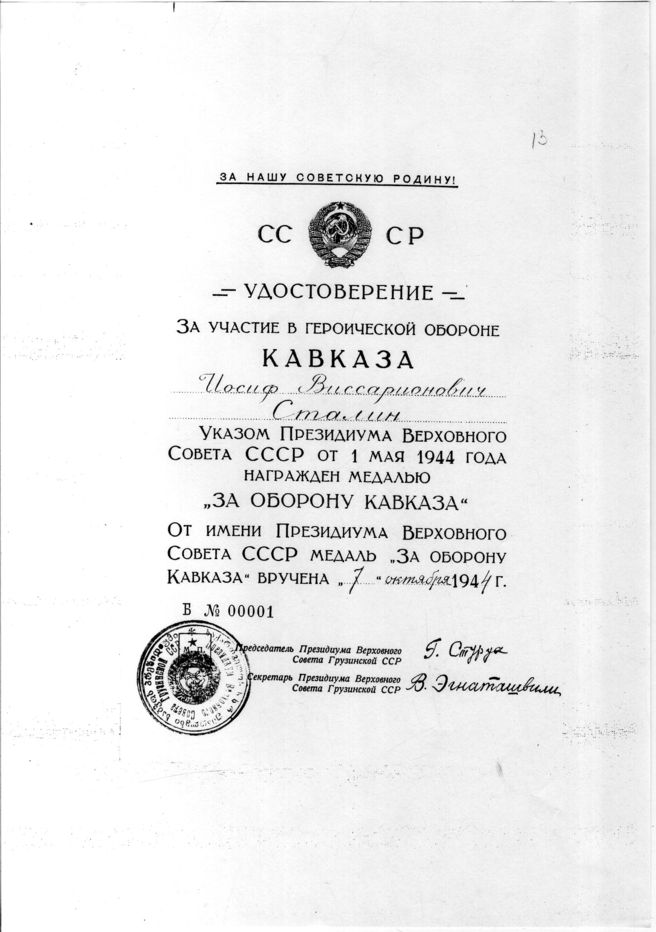 13
ЗА НАШУ СОВЕТСКУЮ РОДИНУ!
СС СР
УДОСТОВЕРЕНИЕ
ЗА УЧАСТИЕ В ГЕРОИЧЕСКОЙ ОБОРОНЕ
КАВКАЗА
Иосиф Виссарионович
Сталин
УКАЗОМ ПРЕЗИДИУМА ВЕРХОВНОГО
СОВЕТА СССР ОТ 1 МАЯ 1944 ГОДА
НАГРАЖДЕН МЕДАЛЬЮ
„ЗА ОБОРОНУ КАВКАЗА“
ОТ ИМЕНИ ПРЕЗИДИУМА ВЕРХОВНОГО
СОВЕТА СССР МЕДАЛЬ „ЗА ОБОРОНУ
КАВКАЗА“ ВРУЧЕНА „7“ октября 1944 г.
Б № 00001
Председатель Президиума Верховного
Совета Грузинской ССР
Г. Стуруа
Секретарь Президиума Верховного
Совета Грузинской ССР
В. Эгнаташвили
М. П.